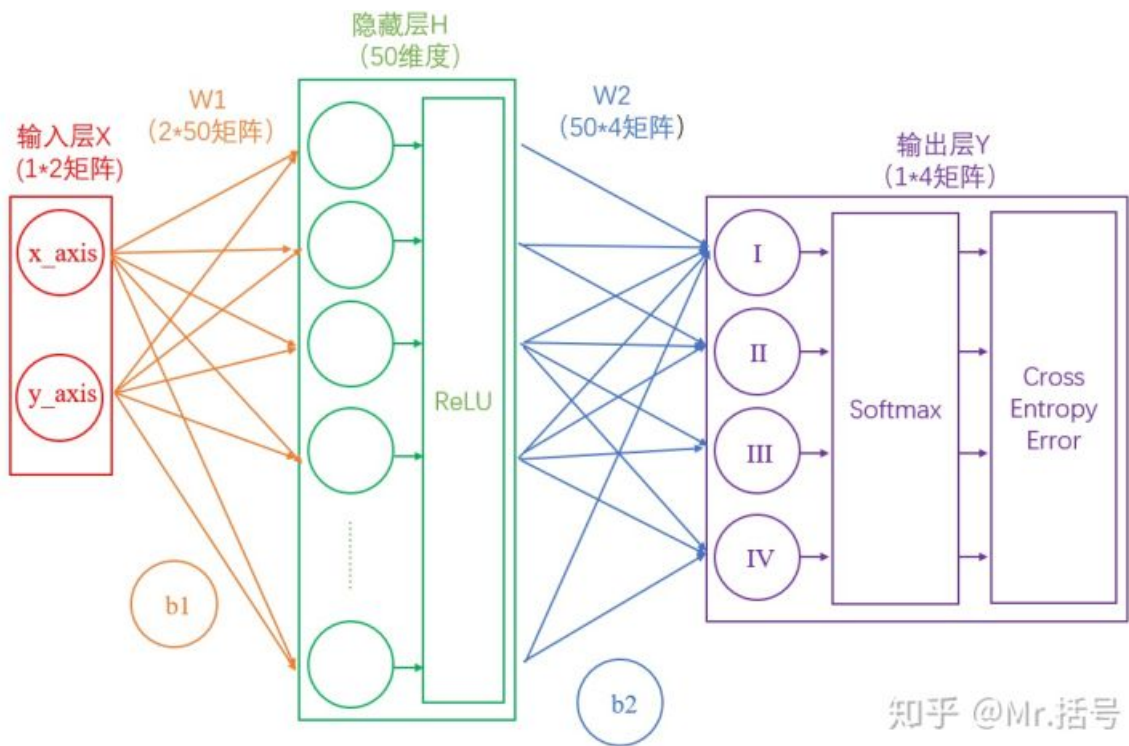 隐藏层H
（50维度）
W1
（2*50矩阵）
W2
（50*4矩阵）
输入层X
(1*2矩阵)
输出层Y
（1*4矩阵）
x_axis
y_axis
ReLU
I
II
III
IV
Softmax
Cross
Entropy
Error
b1
b2
知乎 @Mr.括号